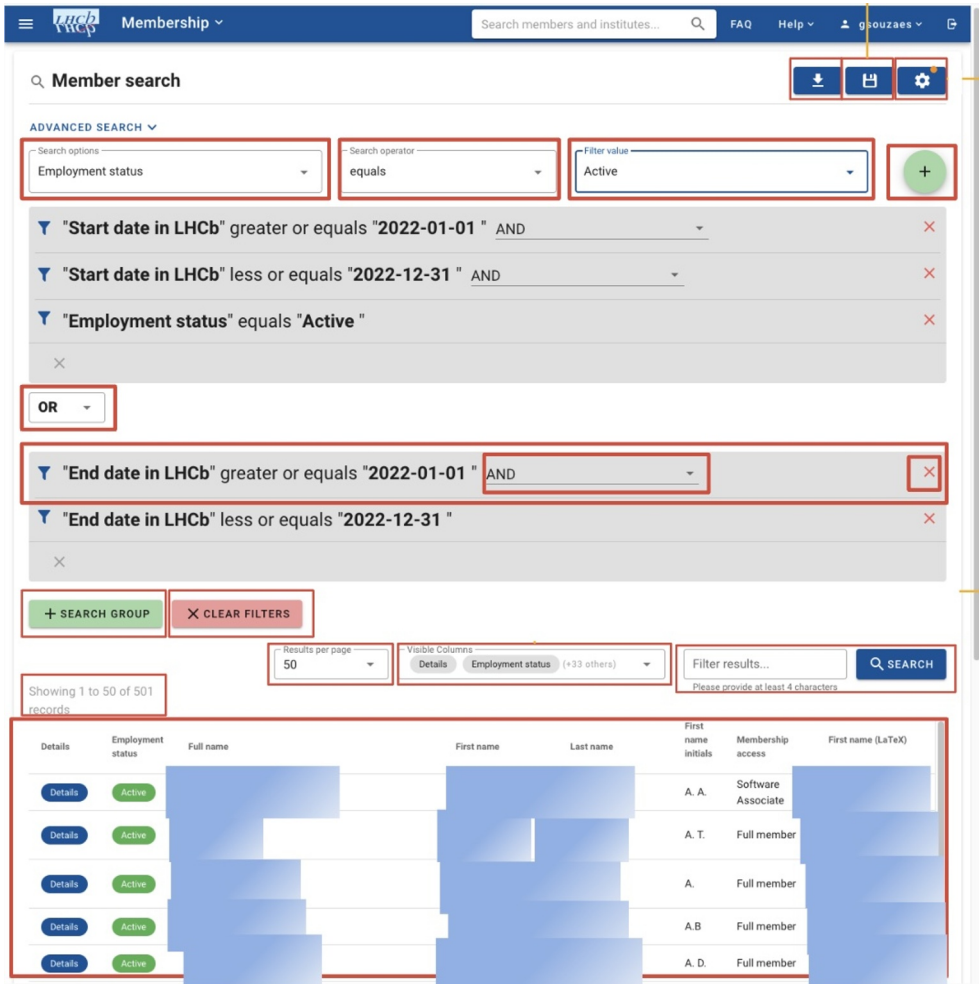 LHCb
LHCb
Membership
Search members and institutes...
FAQ
Help
gsouzaes
Member search
ADVANCED SEARCH
Search options
Employment status
Search operator
equals
Filter value
Active
+
"Start date in LHCb" greater or equals "2022-01-01 " AND
"Start date in LHCb" less or equals "2022-12-31 " AND
"Employment status" equals "Active "
OR
"End date in LHCb" greater or equals "2022-01-01 " AND
"End date in LHCb" less or equals "2022-12-31 "
+ SEARCH GROUP
X CLEAR FILTERS
Results per page
50
Visible Columns
Details Employment status (+33 others)
Filter results...
SEARCH
Please provide at least 4 characters
Showing 1 to 50 of 501
records
Details Employment status Full name First name Last name First name initials Membership access First name (LaTeX)
Details Active A. A. Software Associate
Details Active A. T. Full member
Details Active A. Full member
Details Active A.B Full member
Details Active A. D. Full member